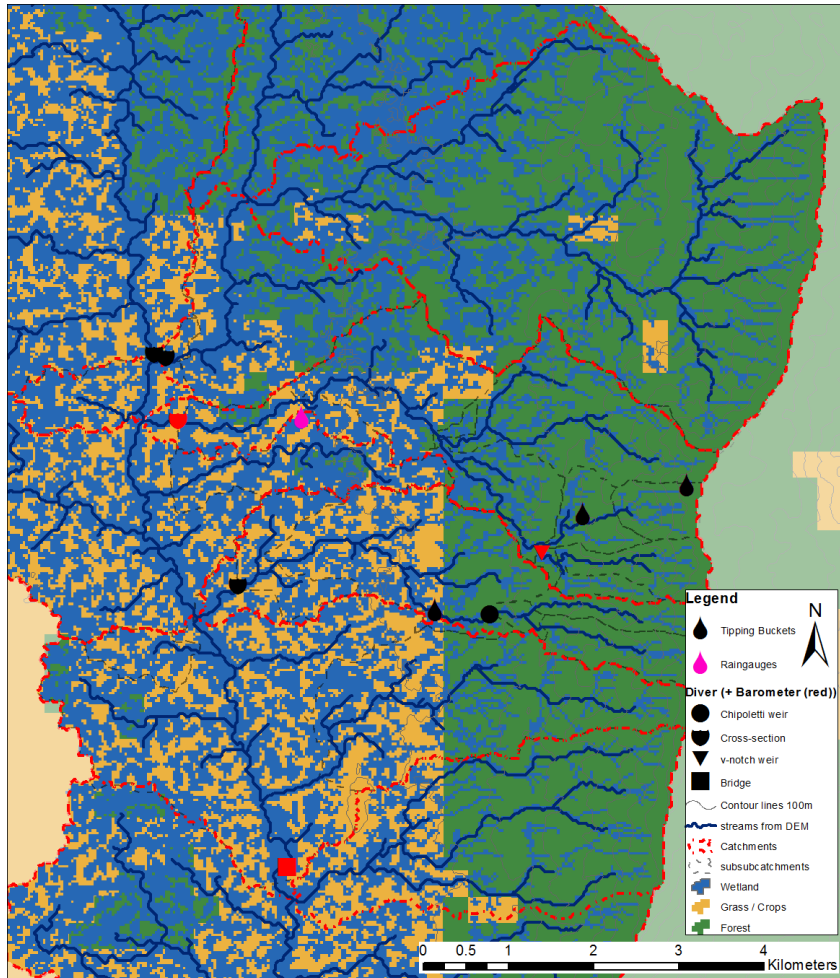 Legend
N
Tipping Buckets
Raingauges
Diver (+ Barometer (red))
Chipoletti weir
Cross-section
v-notch weir
Bridge
Contour lines 100m
streams from DEM
Catchments
subsubcatchments
Wetland
Grass / Crops
Forest
0 0.5 1 2 3 4
Kilometers